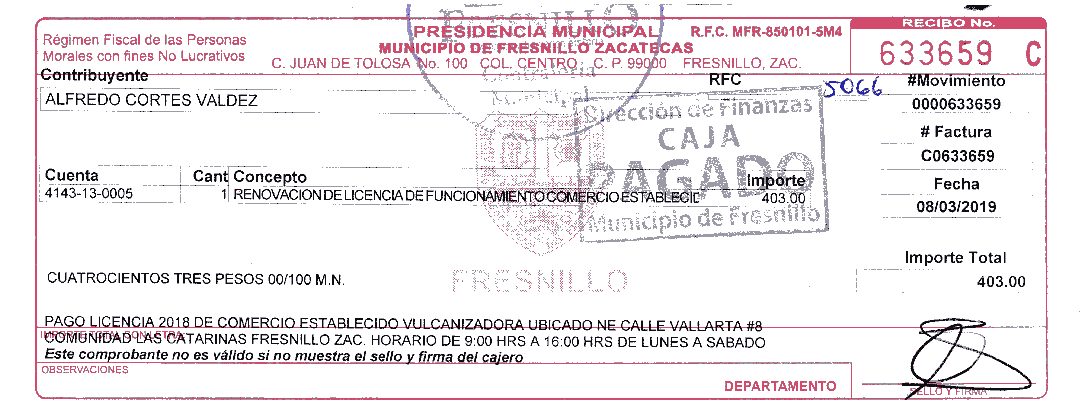 Régimen Fiscal de las Personas
Morales con fines No Lucrativos
PRESIDENCIA MUNICIPAL
R.F.C. MFR-850101-5M4
MUNICIPIO DE FRESNILLO ZACATECAS
C. JUAN DE TOLOSA No. 100 COL. CENTRO C. P. 99000 FRESNILLO, ZAC.
RECIBO No.
633659 C
Contribuyente
RFC
5066
#Movimiento
ALFREDO CORTES VALDEZ
0000633659
Dirección de Finanzas
CAJA
PAGADO
Municipio de Fresnillo
# Factura
C0633659
Cuenta Cant Concepto Importe
Fecha
4143-13-0005 1 RENOVACION DE LICENCIA DE FUNCIONAMIENTO COMERCIO ESTABLECIL 403.00
08/03/2019
Importe Total
403.00
CUATROCIENTOS TRES PESOS 00/100 M.N.
FRESNILLO
PAGO LICENCIA 2018 DE COMERCIO ESTABLECIDO VULCANIZADORA UBICADO NE CALLE VALLARTA #8
IMPORTE TOTAL CON LETRA
COMUNIDAD LAS CATARINAS FRESNILLO ZAC. HORARIO DE 9:00 HRS A 16:00 HRS DE LUNES A SABADO
Este comprobante no es válido si no muestra el sello y firma del cajero
OBSERVACIONES
DEPARTAMENTO
SELLO Y FIRMA